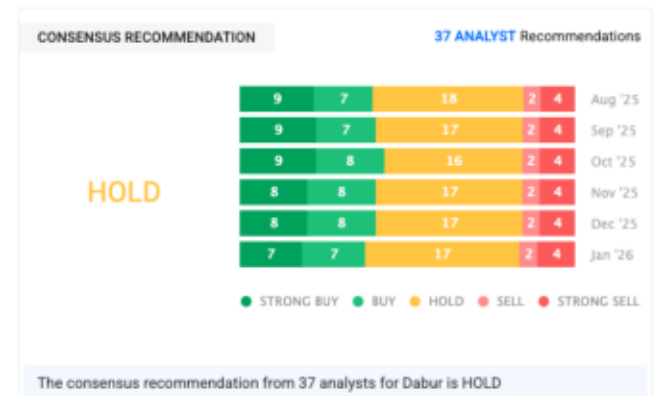 CONSENSUS RECOMMENDATION 37 ANALYST Recommendations
9 7 18 2 4 Aug '25
9 7 17 2 4 Sep '25
9 8 16 2 4 Oct '25
HOLD 8 8 17 2 4 Nov '25
8 8 17 2 4 Dec '25
7 7 17 2 4 Jan '26
STRONG BUY BUY HOLD SELL STRONG SELL
The consensus recommendation from 37 analysts for Dabur is HOLD